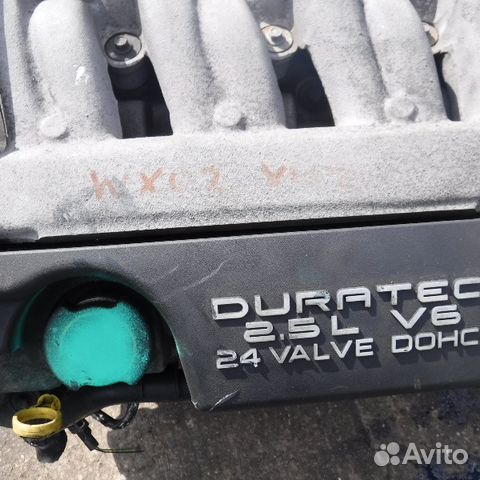 DURATEC
2.5L V6
24 VALVE DOHC
Avito